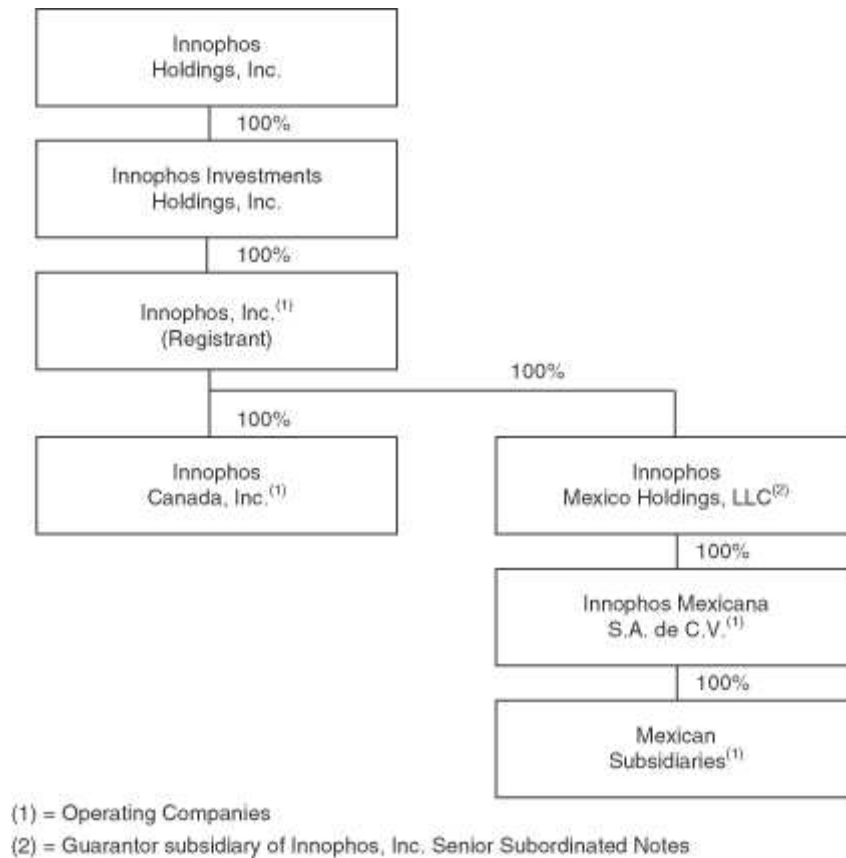 Innophos
Holdings, Inc.
100%
Innophos Investments
Holdings, Inc.
100%
Innophos, Inc.(1)
(Registrant)
100%
100%
Innophos
Canada, Inc.(1)
Innophos
Mexico Holdings, LLC(2)
100%
Innophos Mexicana
S.A. de C.V.(1)
100%
Mexican
Subsidiaries(1)
(1) = Operating Companies
(2) = Guarantor subsidiary of Innophos, Inc. Senior Subordinated Notes